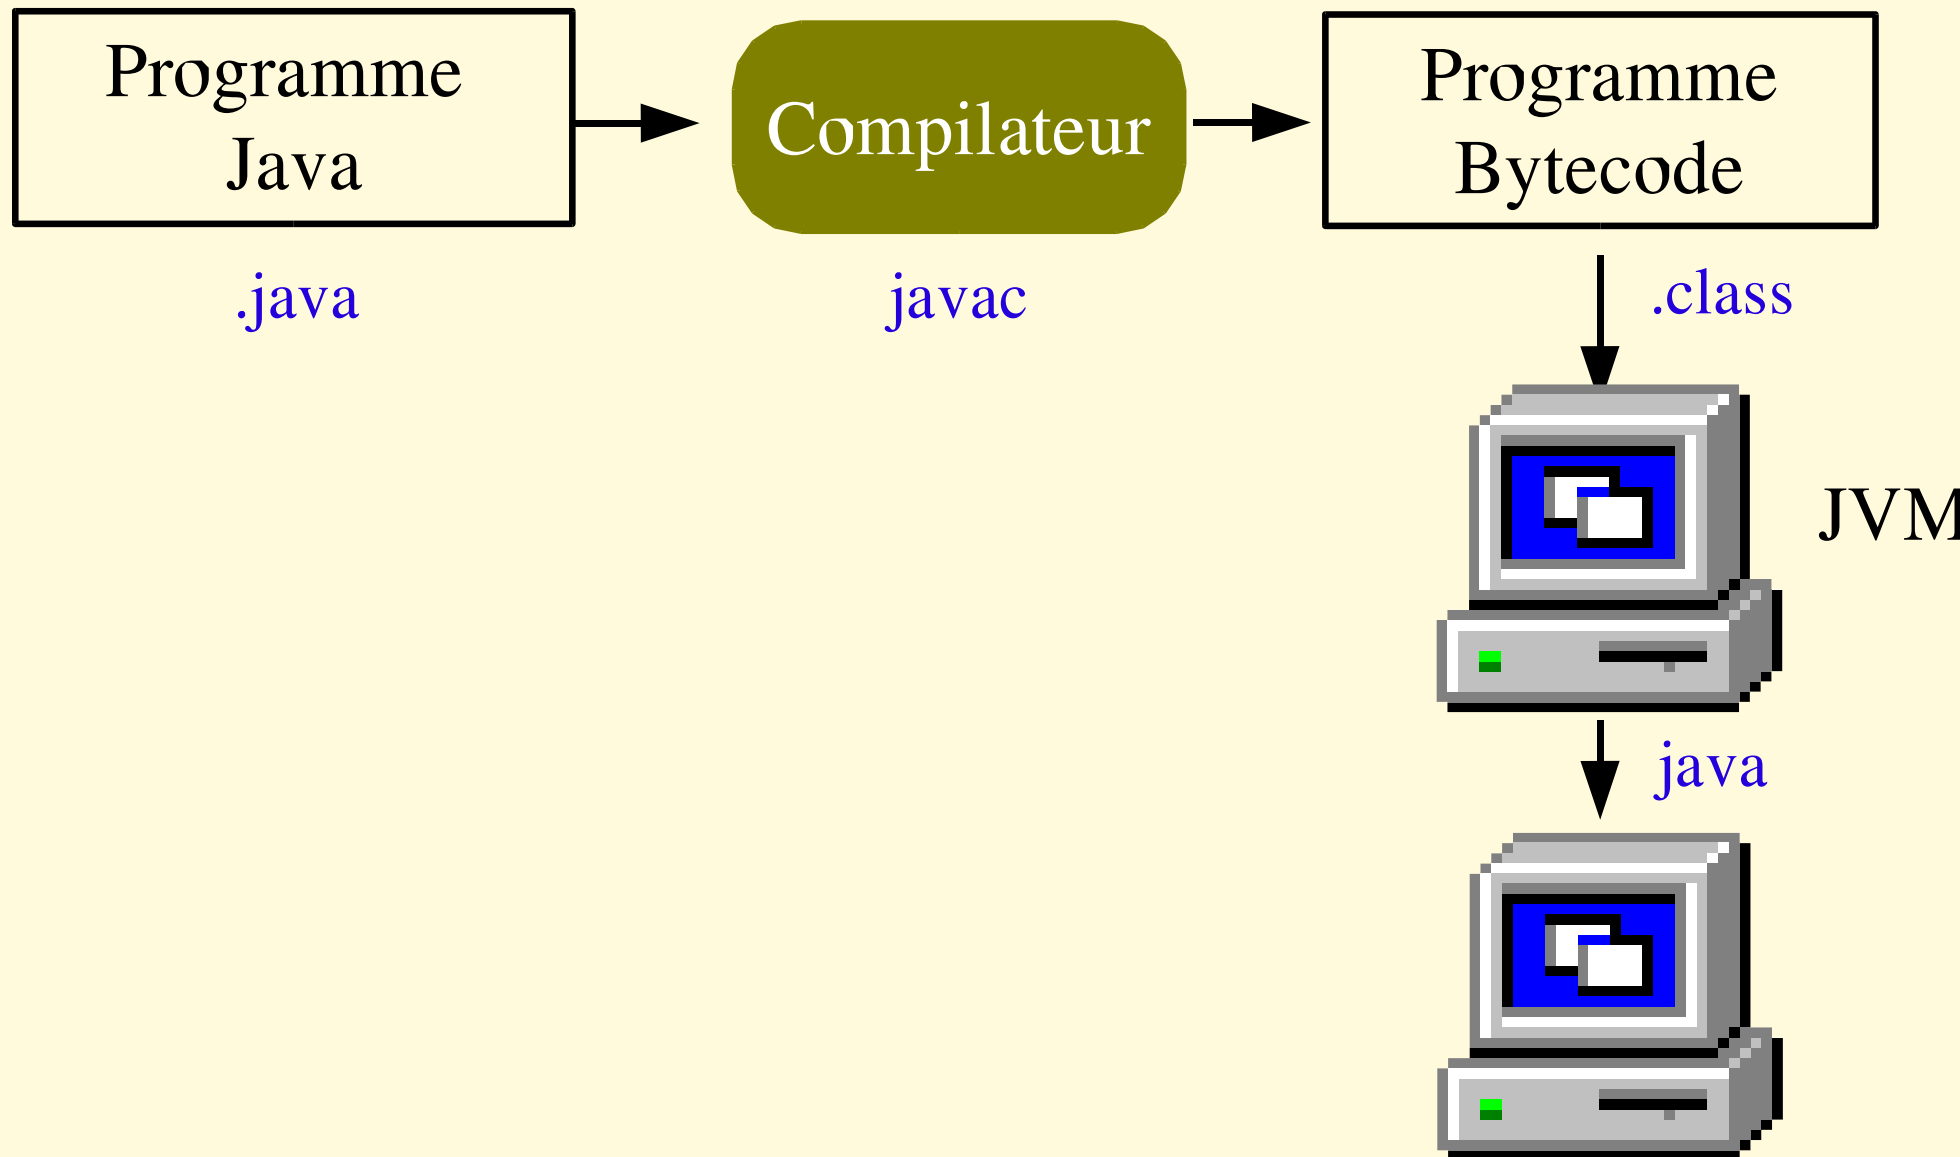 Programme
Java
Compilateur
Programme
Bytecode
.java
javac
.class
JVM
java